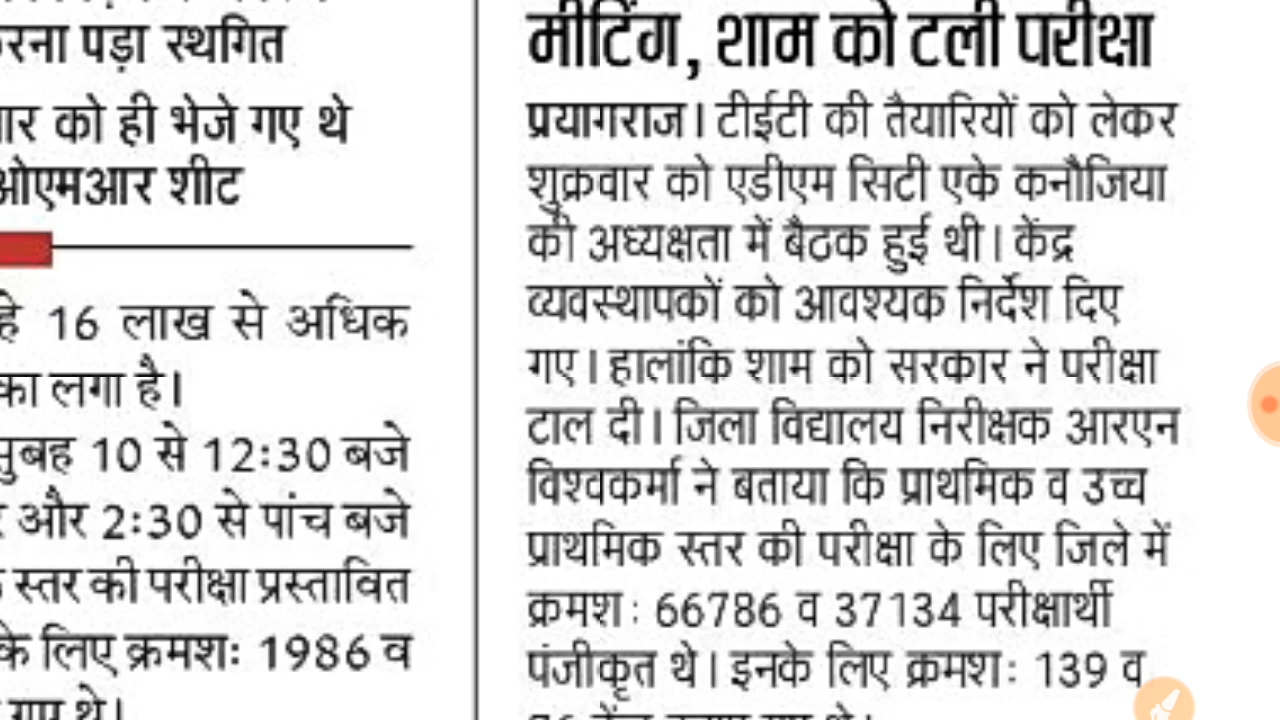 रना पड़ा स्थगित
को ही भेजे गए थे
ओएमआर शीट
16 लाख से अधिक
लगा है।
सुबह 10 से 12:30 बजे
और 2:30 से पांच बजे
स्तर की परीक्षा प्रस्तावित
के लिए क्रमशः 1986 व
गए थे।
मीटिंग, शाम को टली परीक्षा
प्रयागराज। टीईटी की तैयारियों को लेकर
शुक्रवार को एडीएम सिटी एके कनौजिया
की अध्यक्षता में बैठक हुई थी। केंद्र
व्यवस्थापकों को आवश्यक निर्देश दिए
गए। हालांकि शाम को सरकार ने परीक्षा
टाल दी। जिला विद्यालय निरीक्षक आरएन
विश्वकर्मा ने बताया कि प्राथमिक व उच्च
प्राथमिक स्तर की परीक्षा के लिए जिले में
क्रमश: 66786 व 37134 परीक्षार्थी
पंजीकृत थे। इनके लिए क्रमशः 139 व